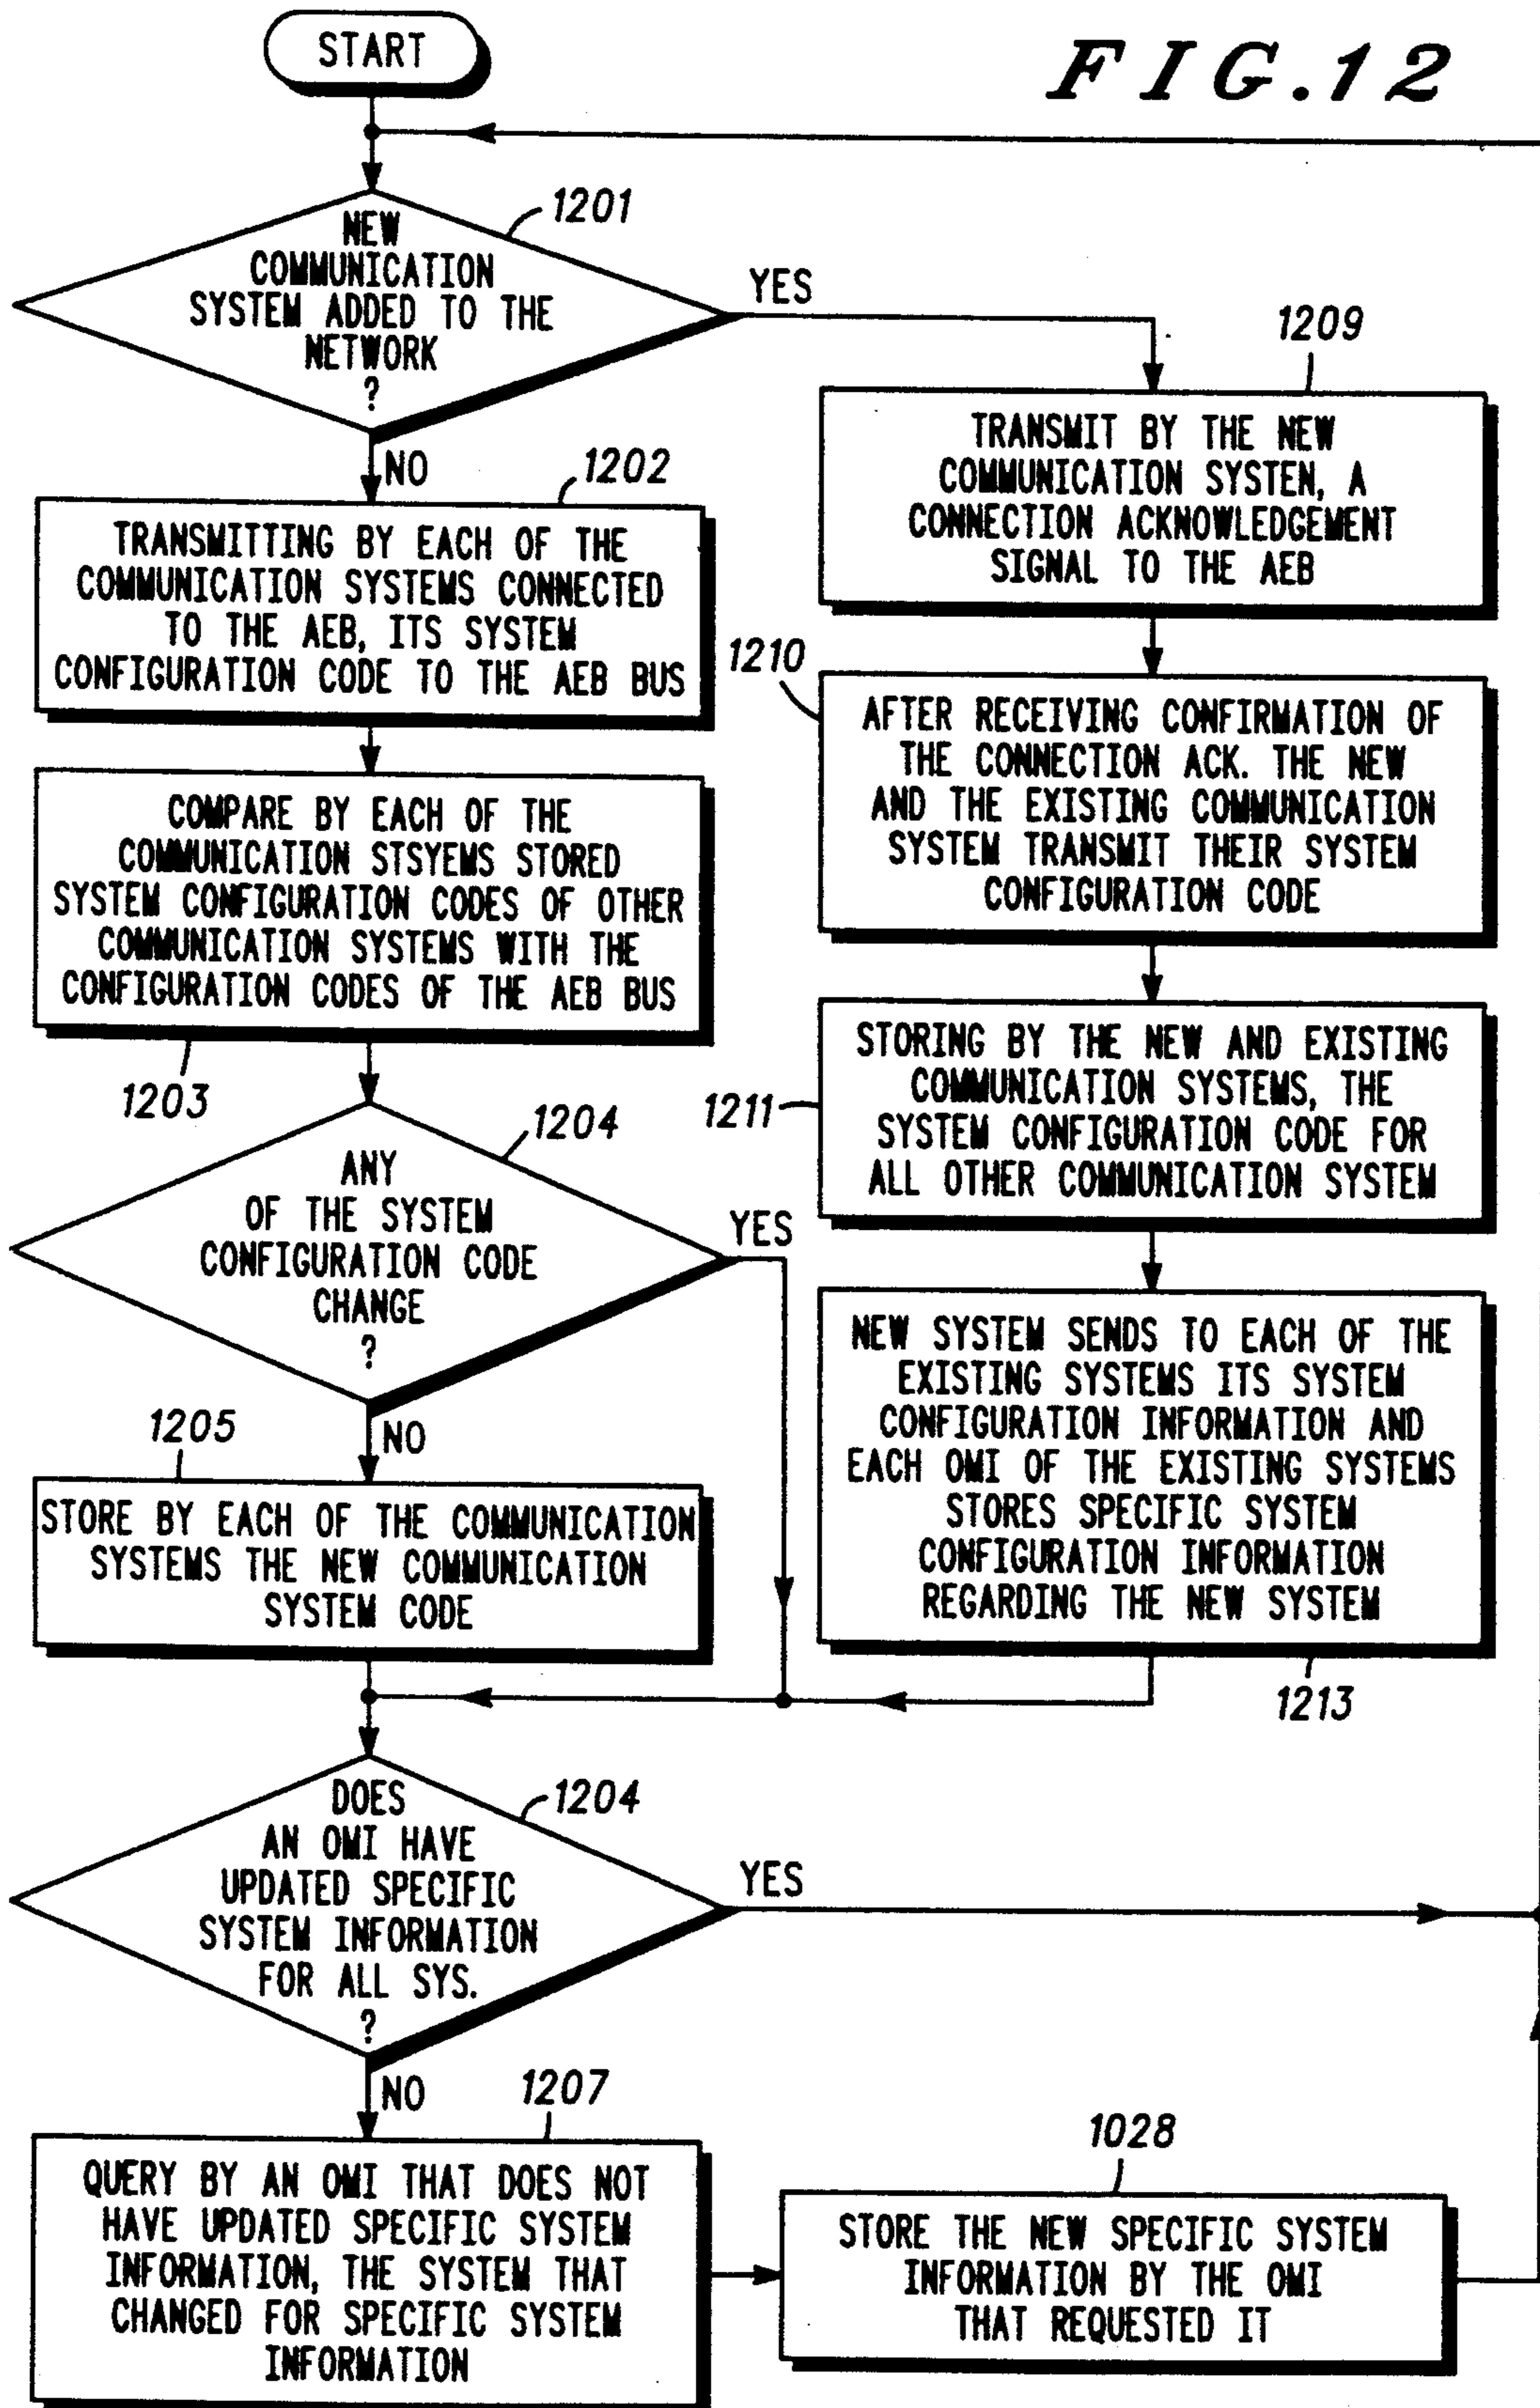 START
FIG.12
NEW
COMMUNICATION
SYSTEM ADDED TO THE
NETWORK
?
1201
YES
NO
1202
TRANSMITTING BY EACH OF THE
COMMUNICATION SYSTEMS CONNECTED
TO THE AEB, ITS SYSTEM
CONFIGURATION CODE TO THE AEB BUS
COMPARE BY EACH OF THE
COMMUNICATION STSYEMS STORED
SYSTEM CONFIGURATION CODES OF OTHER
COMMUNICATION SYSTEMS WITH THE
CONFIGURATION CODES OF THE AEB BUS
1203
1204
ANY
OF THE SYSTEM
CONFIGURATION CODE
CHANGE
?
YES
NO
1205
STORE BY EACH OF THE COMMUNICATION
SYSTEMS THE NEW COMMUNICATION
SYSTEM CODE
1209
TRANSMIT BY THE NEW
COMMUNICATION SYSTEN, A
CONNECTION ACKNOWLEDGEMENT
SIGNAL TO THE AEB
1210
AFTER RECEIVING CONFIRMATION OF
THE CONNECTION ACK. THE NEW
AND THE EXISTING COMMUNICATION
SYSTEM TRANSMIT THEIR SYSTEM
CONFIGURATION CODE
1211
STORING BY THE NEW AND EXISTING
COMMUNICATION SYSTEMS, THE
SYSTEM CONFIGURATION CODE FOR
ALL OTHER COMMUNICATION SYSTEM
NEW SYSTEM SENDS TO EACH OF THE
EXISTING SYSTEMS ITS SYSTEM
CONFIGURATION INFORMATION AND
EACH OMI OF THE EXISTING SYSTEMS
STORES SPECIFIC SYSTEM
CONFIGURATION INFORMATION
REGARDING THE NEW SYSTEM
1213
DOES
AN OMI HAVE
UPDATED SPECIFIC
SYSTEM INFORMATION
FOR ALL SYS.
?
1204
YES
NO
1207
QUERY BY AN OMI THAT DOES NOT
HAVE UPDATED SPECIFIC SYSTEM
INFORMATION, THE SYSTEM THAT
CHANGED FOR SPECIFIC SYSTEM
INFORMATION
1028
STORE THE NEW SPECIFIC SYSTEM
INFORMATION BY THE OMI
THAT REQUESTED IT